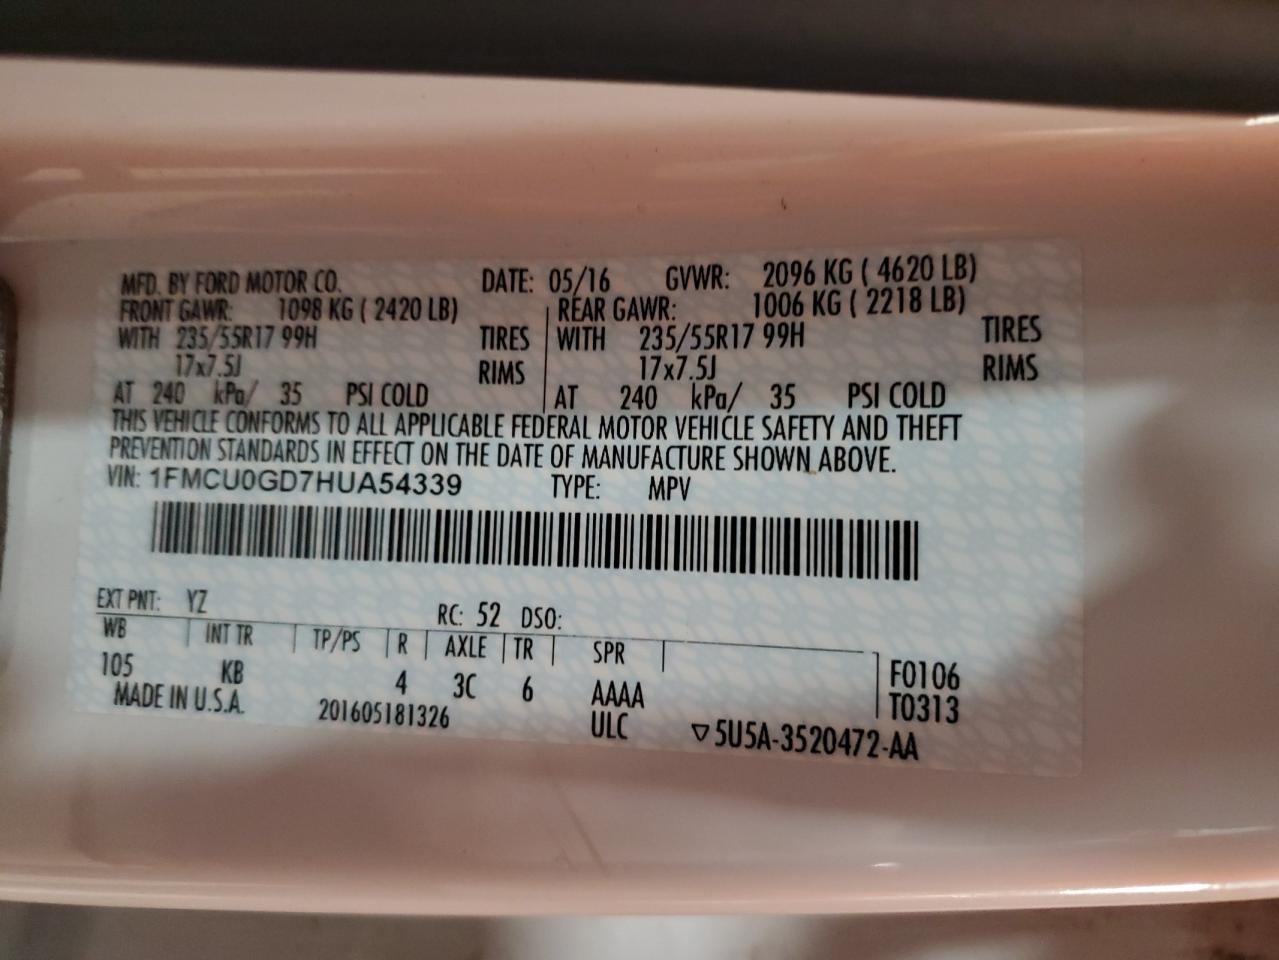 MFD. BY FORD MOTOR CO. DATE: 05/16 GVWR: 2096 KG ( 4620 LB)
FRONT GAWR: 1098 KG ( 2420 LB) REAR GAWR: 1006 KG ( 2218 LB)
WITH 235/55R17 99H TIRES WITH 235/55R17 99H TIRES
17x7.5J RIMS 17x7.5J RIMS
AT 240 kPa/ 35 PSI COLD AT 240 kPa/ 35 PSI COLD
THIS VEHICLE CONFORMS TO ALL APPLICABLE FEDERAL MOTOR VEHICLE SAFETY AND THEFT
PREVENTION STANDARDS IN EFFECT ON THE DATE OF MANUFACTURE SHOWN ABOVE.
VIN: 1FMCU0GD7HUA54339 TYPE: MPV
EXT PNT: YZ RC: 52 DSO:
WB INT TR TP/PS R AXLE TR SPR
105 KB 4 3C 6 AAAA F0106
MADE IN U.S.A. 201605181326 ULC T0313
▽5U5A-3520472-AA